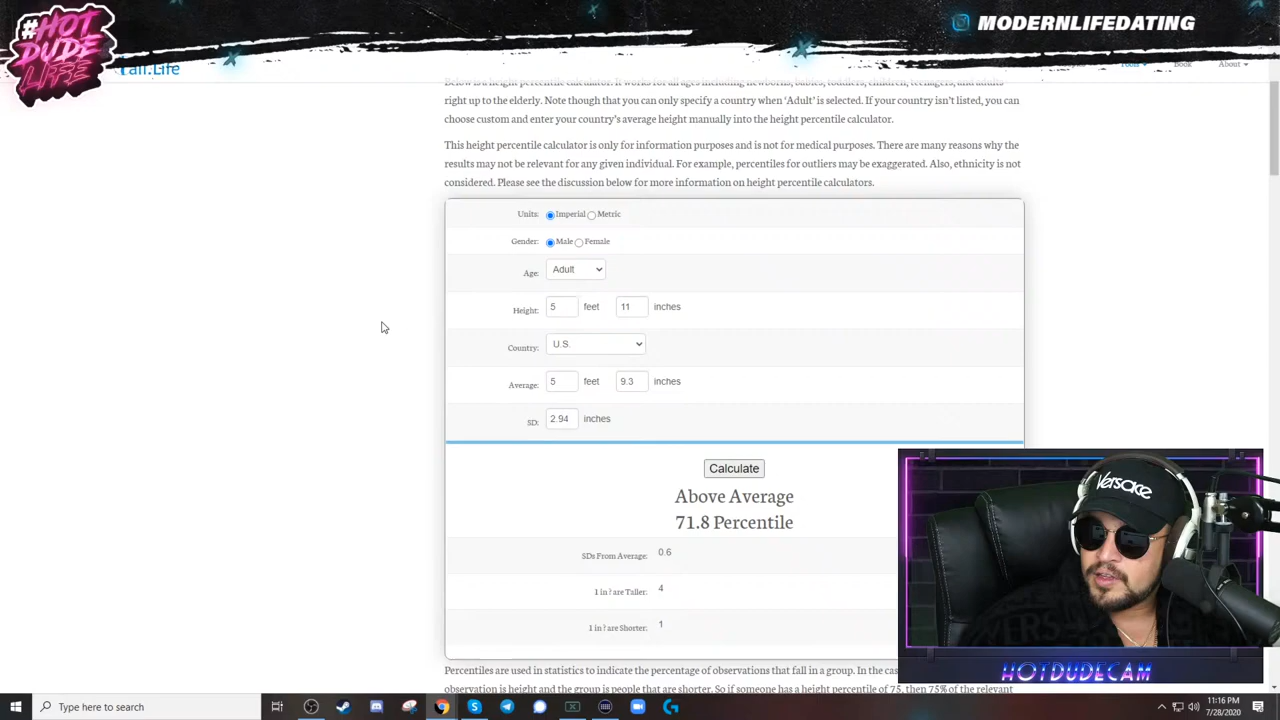 #HOT
DUDE
LIFE
MODERNLIFEDATING
Tall.Life
Tools
Book
About
Below is a height percentile calculator. It works for all ages including newborns, babies, toddlers, children, teenagers, and adults
right up to the elderly. Note though that you can only specify a country when ‘Adult’ is selected. If your country isn’t listed, you can
choose custom and enter your country’s average height manually into the height percentile calculator.
This height percentile calculator is only for information purposes and is not for medical purposes. There are many reasons why the
results may not be relevant for any given individual. For example, percentiles for outliers may be exaggerated. Also, ethnicity is not
considered. Please see the discussion below for more information on height percentile calculators.
Units: Imperial Metric
Gender: Male Female
Age: Adult
Height: 5 feet 11 inches
Country: U.S.
Average: 5 feet 9.3 inches
SD: 2.94 inches
Calculate
Above Average
71.8 Percentile
SDs From Average: 0.6
1 in ? are Taller: 4
1 in ? are Shorter: 1
Versace
HOTDUDECAM
Percentiles are used in statistics to indicate the percentage of observations that fall in a group. In the cas
observation is height and the group is people that are shorter. So if someone has a height percentile of 75, then 75% of the relevant
Type here to search
11:16 PM
7/28/2020